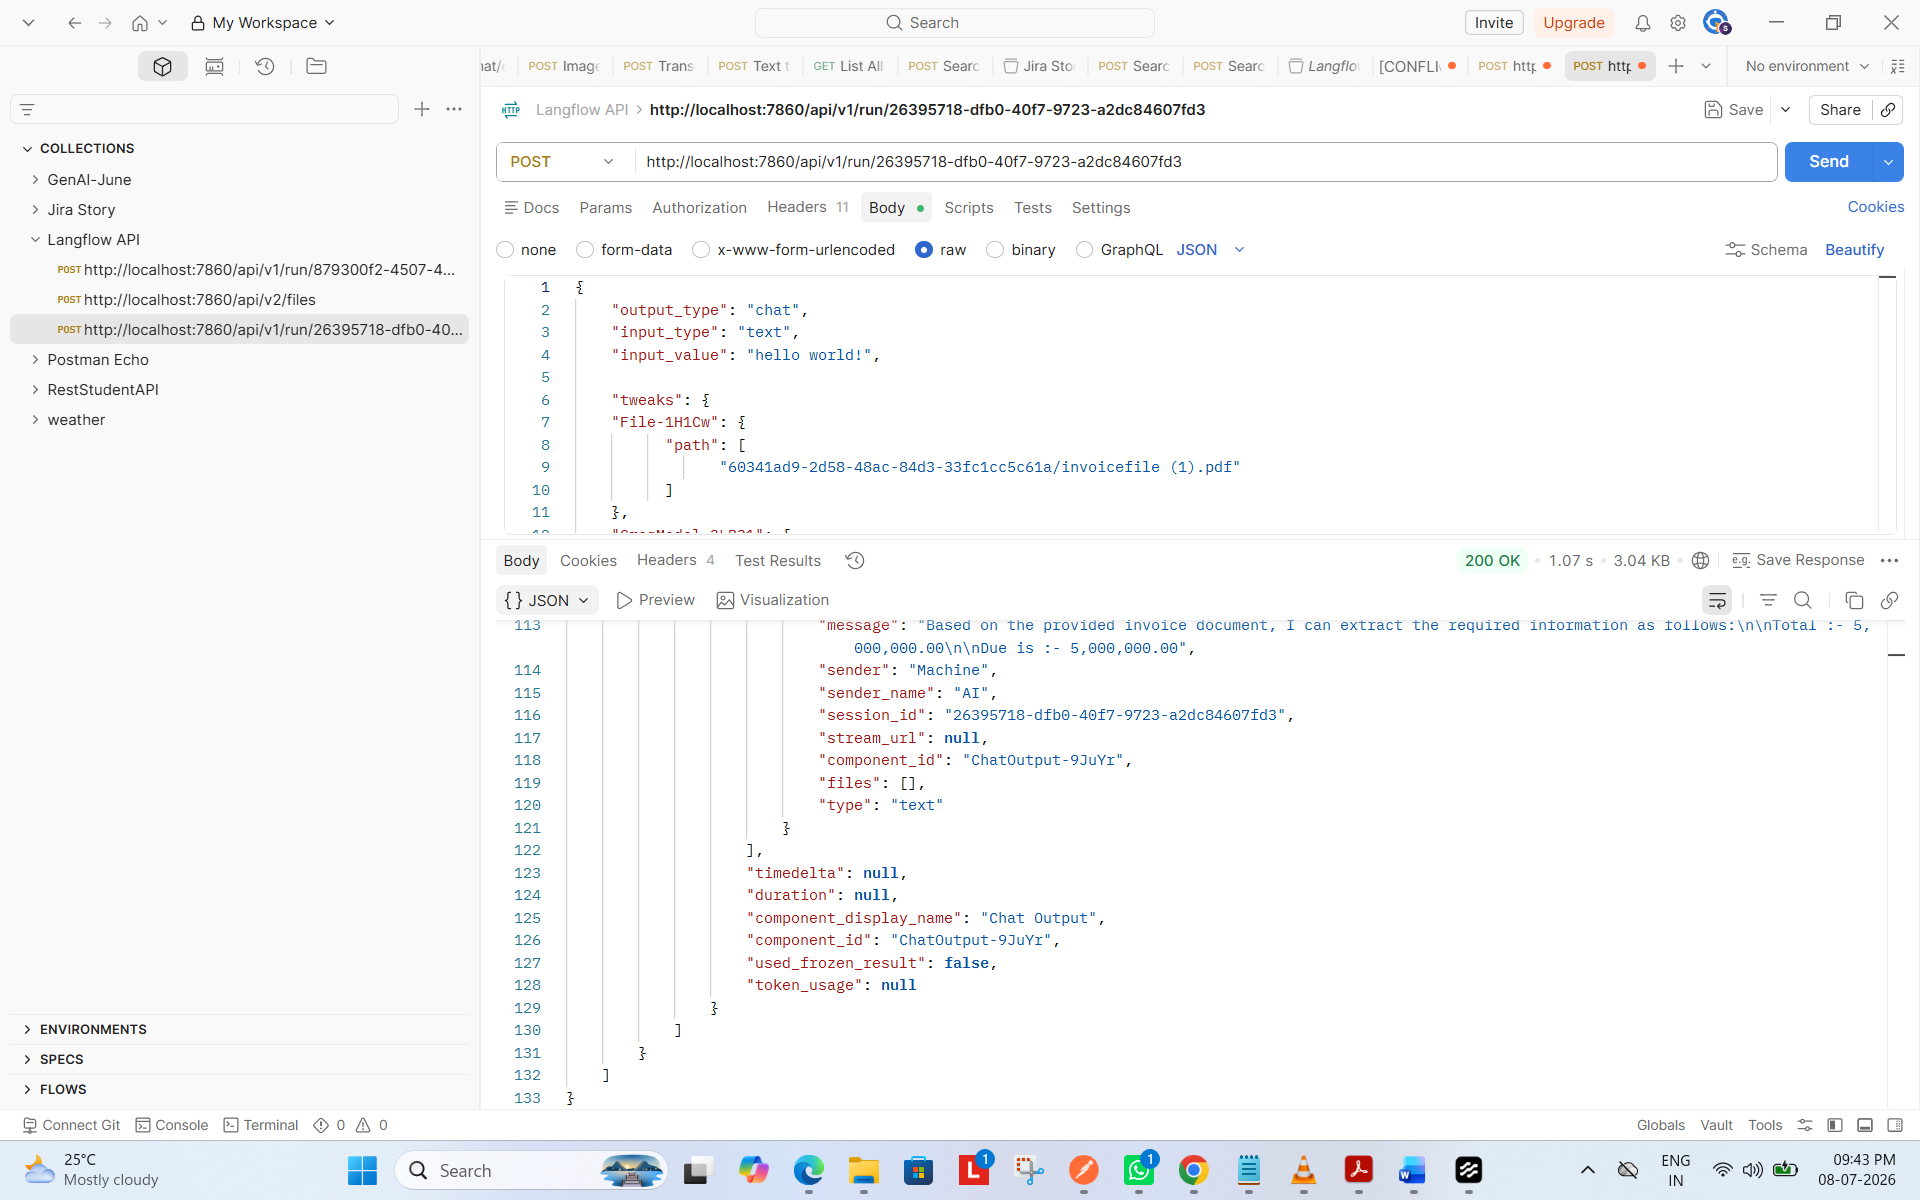 My Workspace
Search
Invite
Upgrade
POST Image
POST Trans
POST Text t
GET List All
POST Searc
Jira Sto
POST Searc
POST Searc
Langflo
[CONFLI
POST http
POST http
No environment
Langflow API > http://localhost:7860/api/v1/run/26395718-dfb0-40f7-9723-a2dc84607fd3
Save
Share
COLLECTIONS
GenAI-June
Jira Story
Langflow API
POST http://localhost:7860/api/v1/run/879300f2-4507-4...
POST http://localhost:7860/api/v2/files
POST http://localhost:7860/api/v1/run/26395718-dfb0-40...
Postman Echo
RestStudentAPI
weather
ENVIRONMENTS
SPECS
FLOWS
POST http://localhost:7860/api/v1/run/26395718-dfb0-40f7-9723-a2dc84607fd3
Send
Docs Params Authorization Headers 11 Body Scripts Tests Settings
Cookies
none form-data x-www-form-urlencoded raw binary GraphQL JSON
Schema Beautify
1 {
2 "output_type": "chat",
3 "input_type": "text",
4 "input_value": "hello world!",
5
6 "tweaks": {
7 "File-1H1Cw": {
8 "path": [
9 "60341ad9-2d58-48ac-84d3-33fc1cc5c61a/invoicefile (1).pdf"
10 ]
11 },
Body Cookies Headers 4 Test Results
200 OK • 1.07 s • 3.04 KB
e.g. Save Response
{} JSON Preview Visualization
113 "message": "Based on the provided invoice document, I can extract the required information as follows:\n\nTotal :- 5,
000,000.00\n\nDue is :- 5,000,000.00",
114 "sender": "Machine",
115 "sender_name": "AI",
116 "session_id": "26395718-dfb0-40f7-9723-a2dc84607fd3",
117 "stream_url": null,
118 "component_id": "ChatOutput-9JuYr",
119 "files": [],
120 "type": "text"
121 }
122 ],
123 "timedelta": null,
124 "duration": null,
125 "component_display_name": "Chat Output",
126 "component_id": "ChatOutput-9JuYr",
127 "used_frozen_result": false,
128 "token_usage": null
129 }
130 ]
131 }
132 ]
133 }
Connect Git Console Terminal 0 0
Globals Vault Tools
25°C
Mostly cloudy
Search
1
1
ENG
IN
09:43 PM
08-07-2026